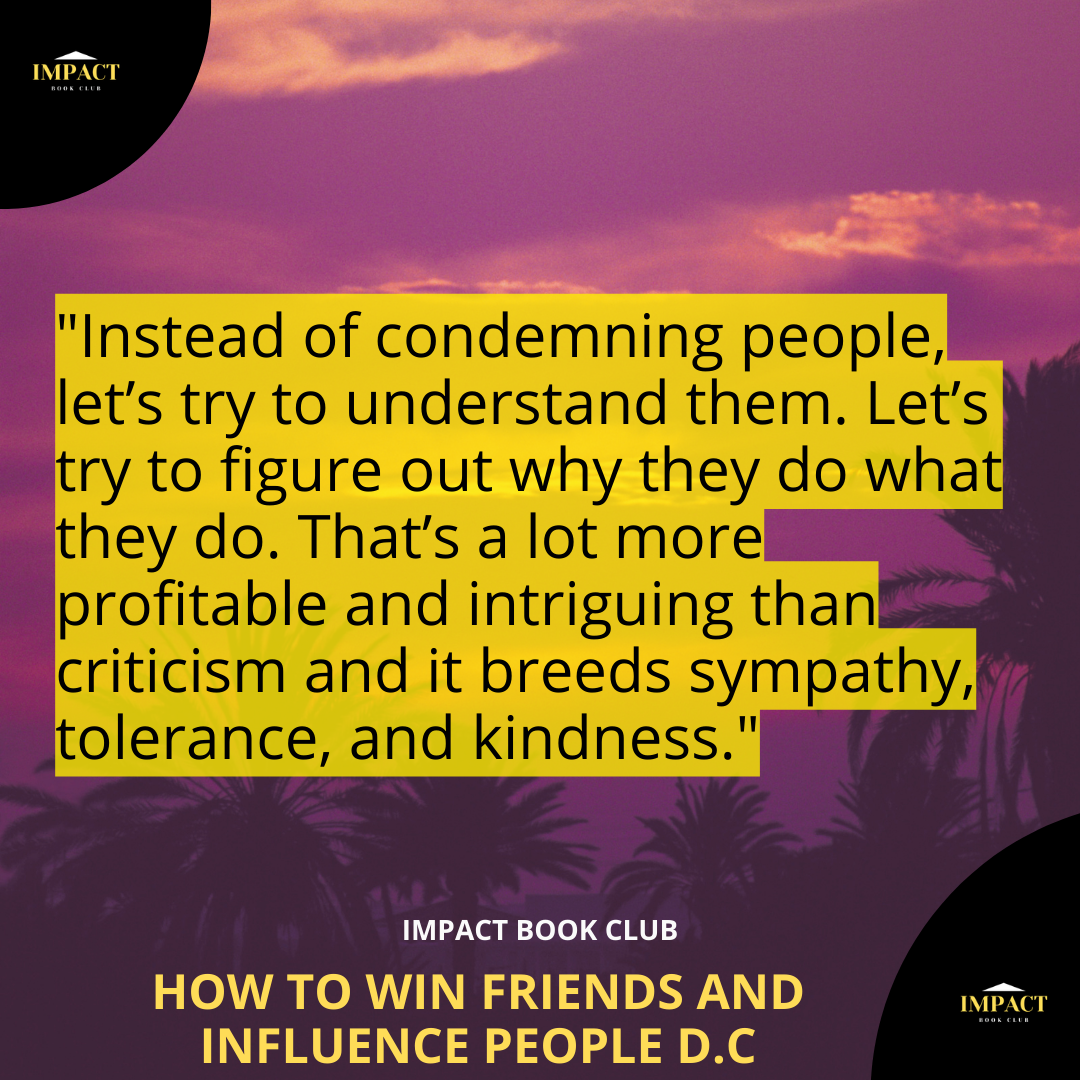 IMPACT
BOOK CLUB
"Instead of condemning people,
let’s try to understand them. Let’s
try to figure out why they do what
they do. That’s a lot more
profitable and intriguing than
criticism and it breeds sympathy,
tolerance, and kindness."
IMPACT BOOK CLUB
HOW TO WIN FRIENDS AND
INFLUENCE PEOPLE D.C
IMPACT
BOOK CLUB